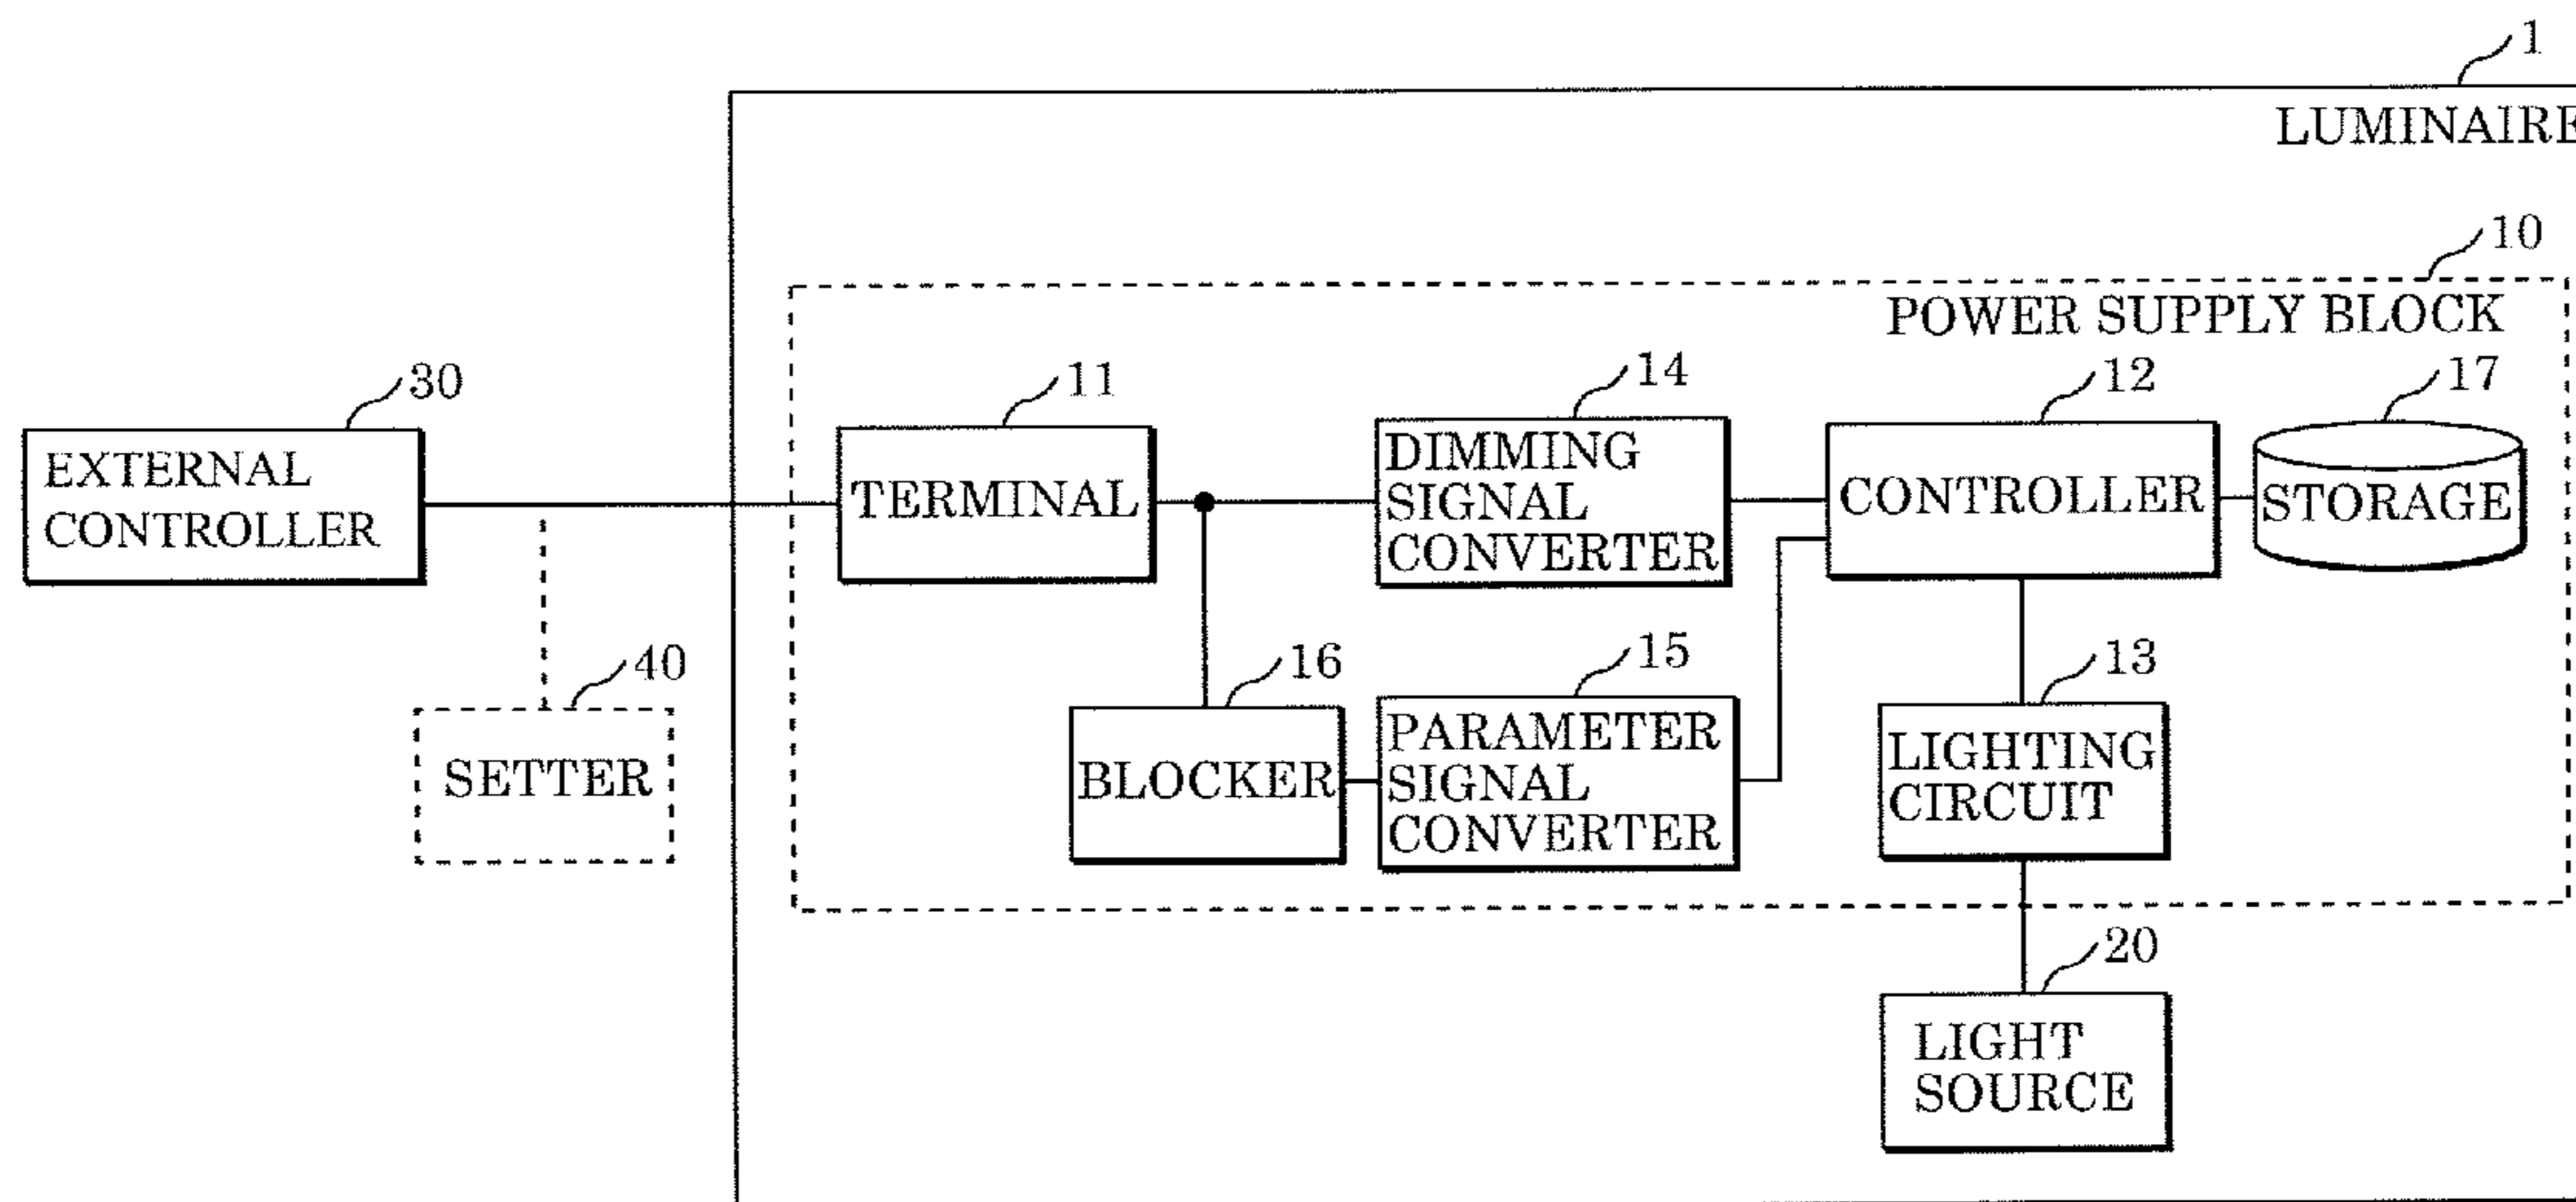 1
LUMINAIRE
10
POWER SUPPLY BLOCK
30
EXTERNAL
CONTROLLER
11
TERMINAL
14
DIMMING
SIGNAL
CONVERTER
12
CONTROLLER
17
STORAGE
40
SETTER
16
BLOCKER
15
PARAMETER
SIGNAL
CONVERTER
13
LIGHTING
CIRCUIT
20
LIGHT
SOURCE